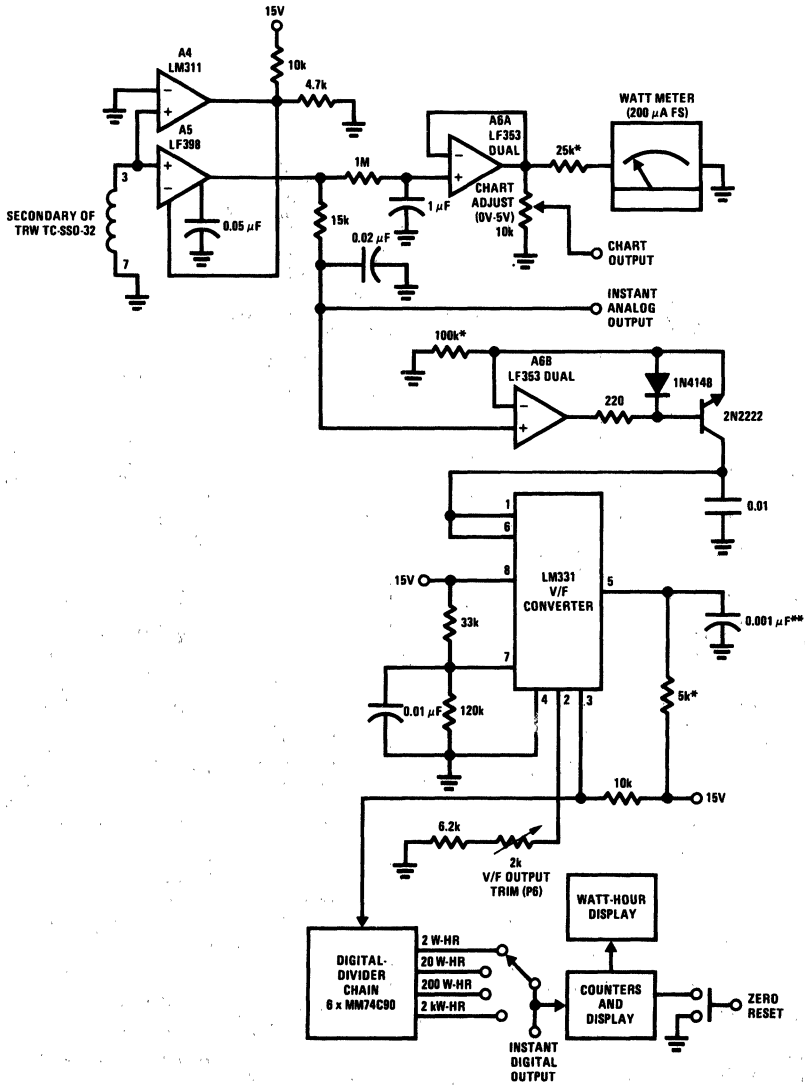 15V
A4
LM311
10k
4.7k
A5
LF398
3
7
SECONDARY OF
TRW TC-SSO-32
0.05 µF
1M
1 µF
15k
0.02 µF
A6A
LF353
DUAL
CHART
ADJUST
(0V-5V)
10k
25k*
WATT METER
(200 µA FS)
CHART
OUTPUT
INSTANT
ANALOG
OUTPUT
100k*
A6B
LF353 DUAL
220
1N4148
2N2222
0.01
1
6
8
7
4
2
3
5
LM331
V/F
CONVERTER
15V
33k
0.01 µF
120k
0.001 µF**
5k*
10k
15V
6.2k
2k
V/F OUTPUT
TRIM (P6)
DIGITAL-
DIVIDER
CHAIN
6 x MM74C90
2 W-HR
20 W-HR
200 W-HR
2 kW-HR
INSTANT
DIGITAL
OUTPUT
WATT-HOUR
DISPLAY
COUNTERS
AND
DISPLAY
ZERO
RESET